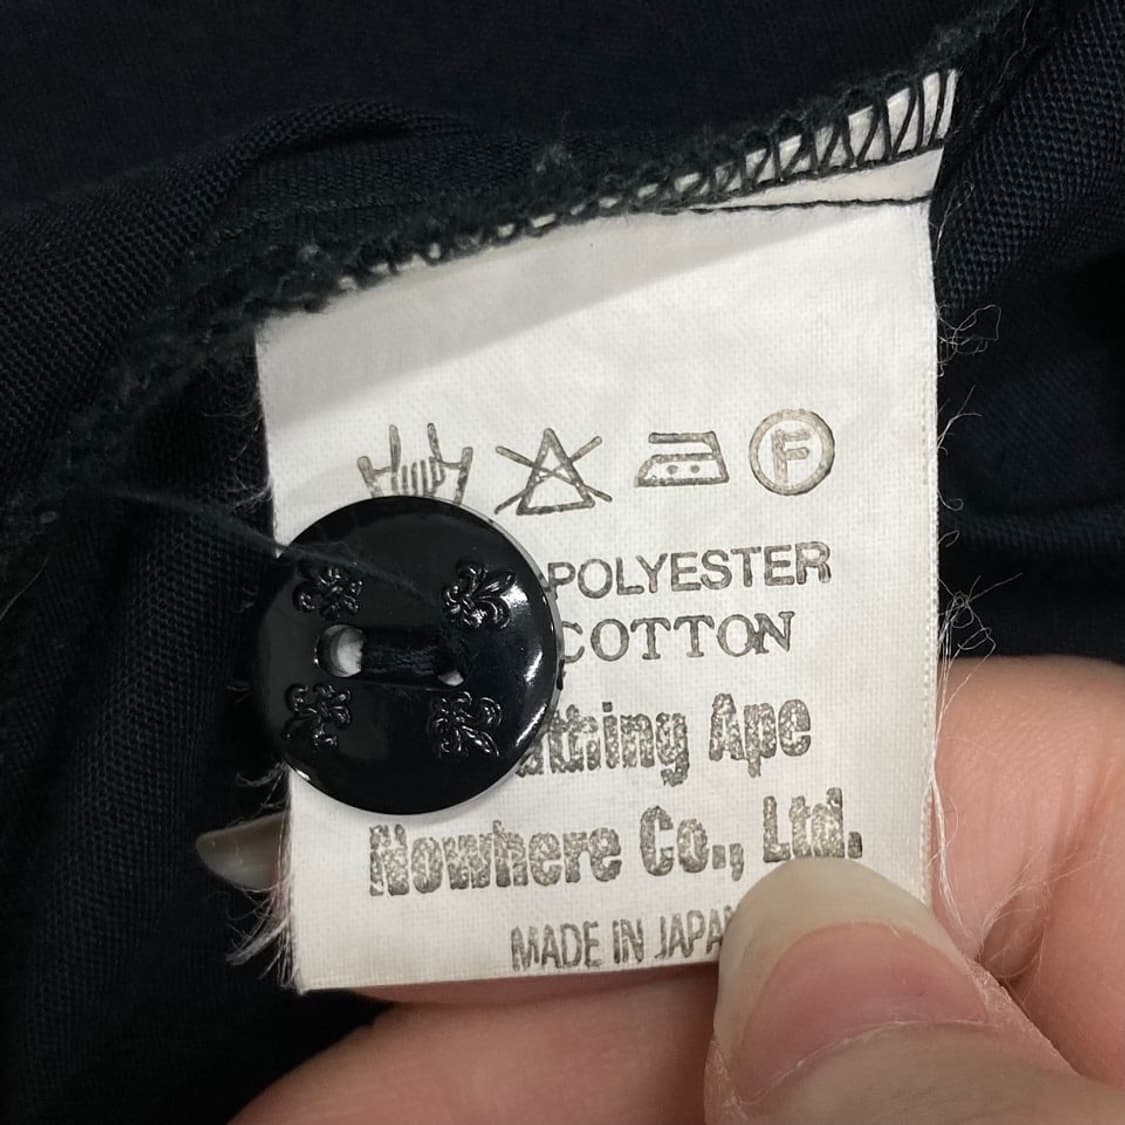 F
POLYESTER
COTTON
Ape
Nowhere Co., Ltd.
MADE IN JAPAN